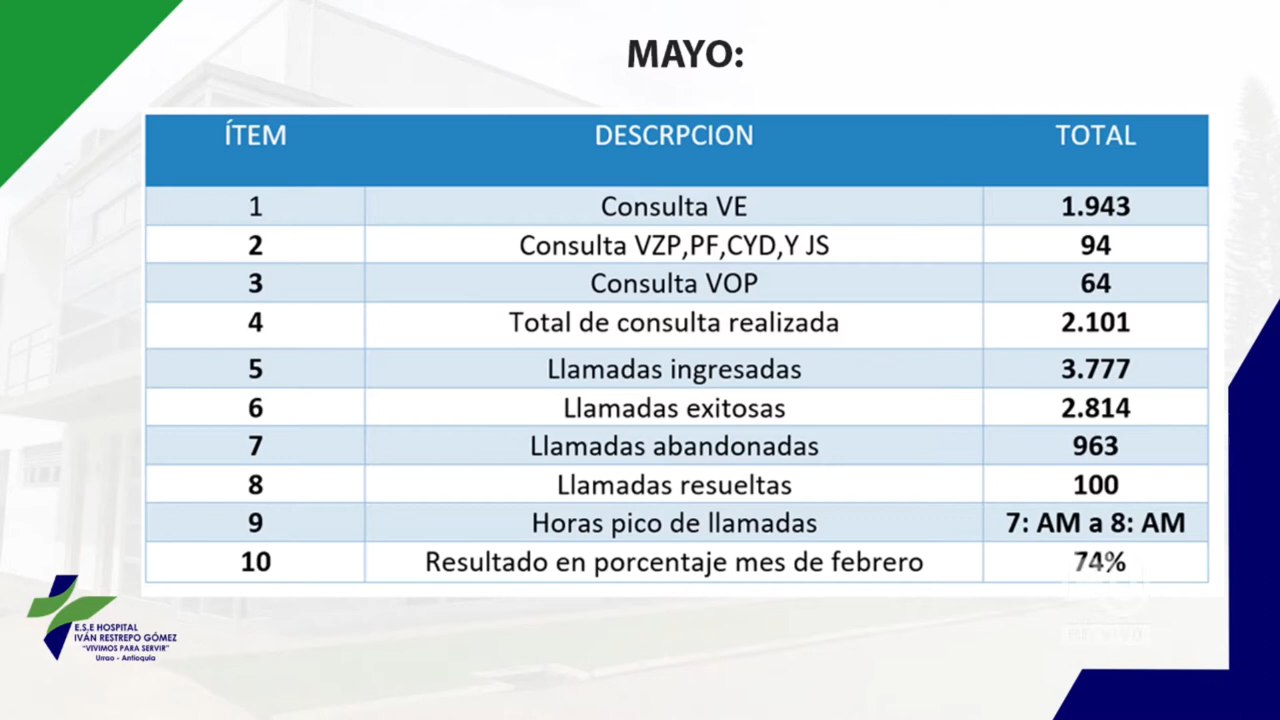 MAYO:
ÍTEM DESCRPCION TOTAL
1 Consulta VE 1.943
2 Consulta VZP,PF,CYD,Y JS 94
3 Consulta VOP 64
4 Total de consulta realizada 2.101
5 Llamadas ingresadas 3.777
6 Llamadas exitosas 2.814
7 Llamadas abandonadas 963
8 Llamadas resueltas 100
9 Horas pico de llamadas 7: AM a 8: AM
10 Resultado en porcentaje mes de febrero 74%
E.S.E HOSPITAL
IVÁN RESTREPO GÓMEZ
"VIVIMOS PARA SERVIR"
Urrao - Antioquia